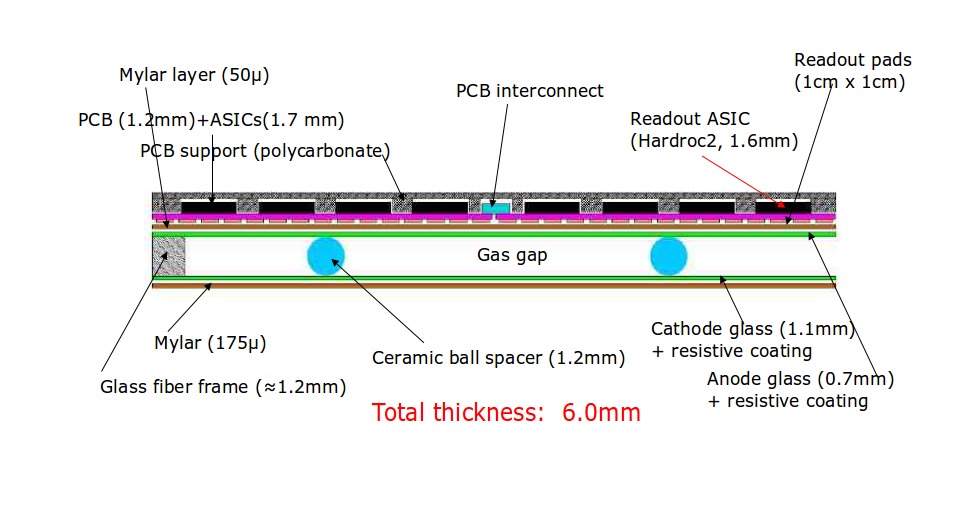 Readout pads
(1cm x 1cm)
Mylar layer (50µ)
PCB interconnect
PCB (1.2mm)+ASICs(1.7 mm)
Readout ASIC
(Hardroc2, 1.6mm)
PCB support (polycarbonate)
Gas gap
Mylar (175µ)
Cathode glass (1.1mm)
+ resistive coating
Ceramic ball spacer (1.2mm)
Glass fiber frame (≈1.2mm)
Anode glass (0.7mm)
+ resistive coating
Total thickness: 6.0mm